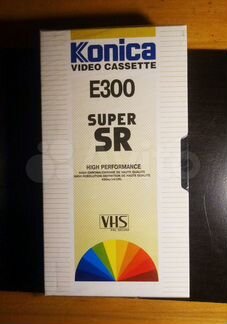 Konica
VIDEO CASSETTE
E300
SUPER
SR
HIGH PERFORMANCE
VHS